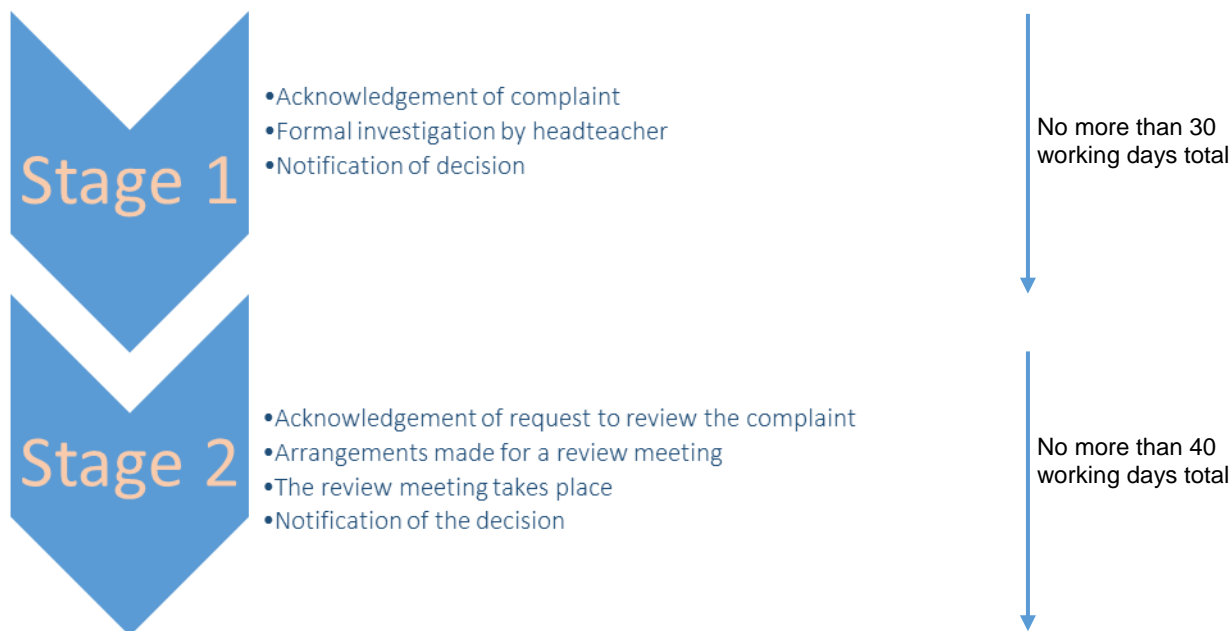 Stage 1
•Acknowledgement of complaint
•Formal investigation by headteacher
•Notification of decision
No more than 30
working days total
Stage 2
•Acknowledgement of request to review the complaint
•Arrangements made for a review meeting
•The review meeting takes place
•Notification of the decision
No more than 40
working days total